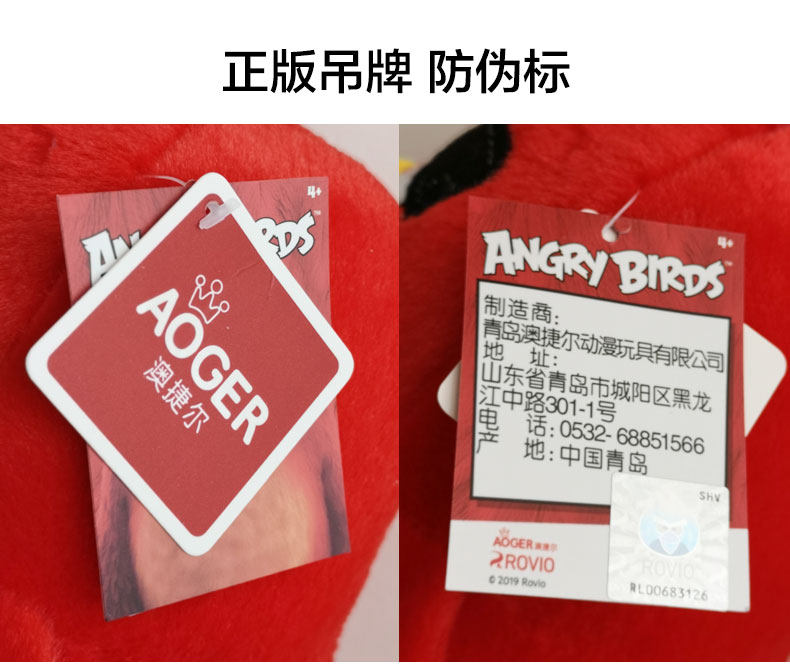 正版吊牌 防伪标
4+
AOGER
澳捷尔
4+
ANGRY BIRDS
制造商:
青岛澳捷尔动漫玩具有限公司
地 址:
山东省青岛市城阳区黑龙
江中路301-1号
电 话:0532-68851566
产 地:中国青岛
SHV
AOGER 澳捷尔
ROVIO
© 2019 Rovio
ROVIO
RL00683126